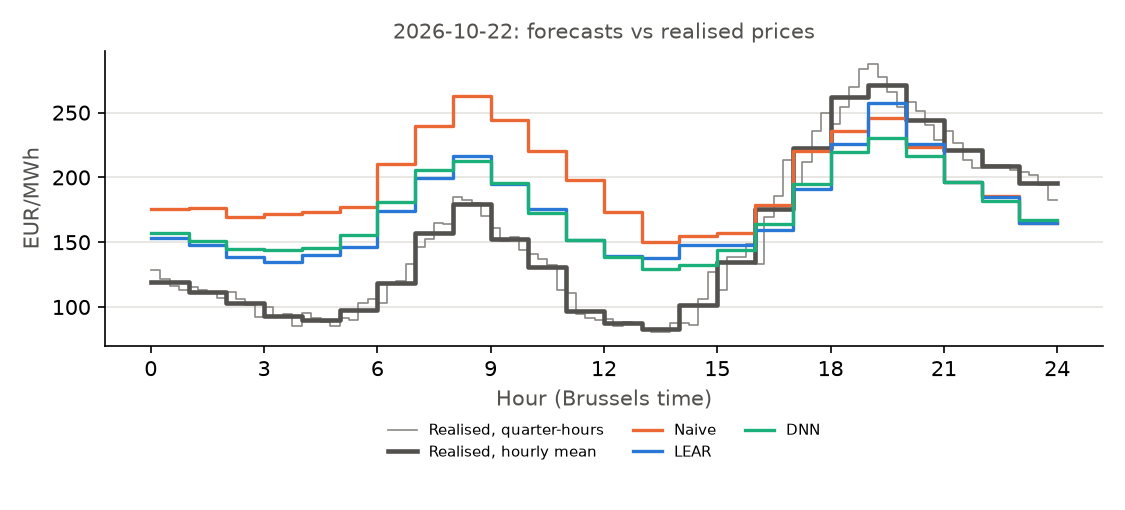 2026-10-22: forecasts vs realised prices
EUR/MWh
250
200
150
100
0 3 6 9 12 15 18 21 24
Hour (Brussels time)
Realised, quarter-hours Naive DNN
Realised, hourly mean LEAR